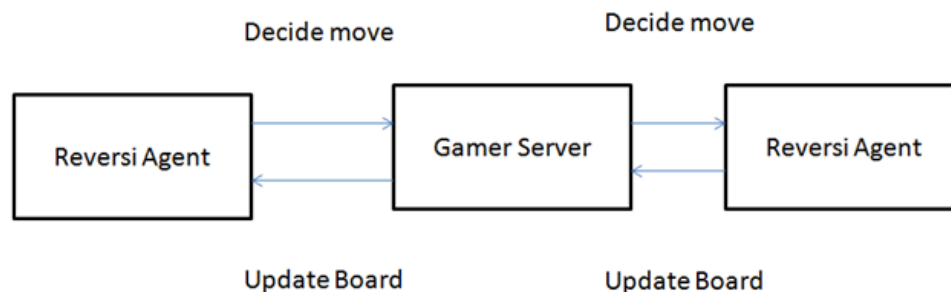 Decide move
Decide move
Reversi Agent
Gamer Server
Reversi Agent
Update Board
Update Board